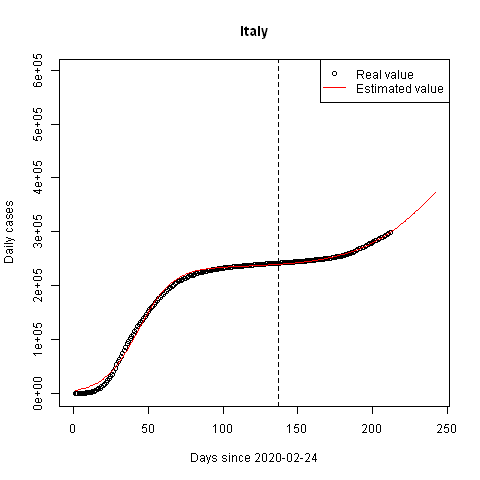 Italy
Real value
Estimated value
Daily cases
6e+05
5e+05
4e+05
3e+05
2e+05
1e+05
0e+00
0 50 100 150 200 250
Days since 2020-02-24